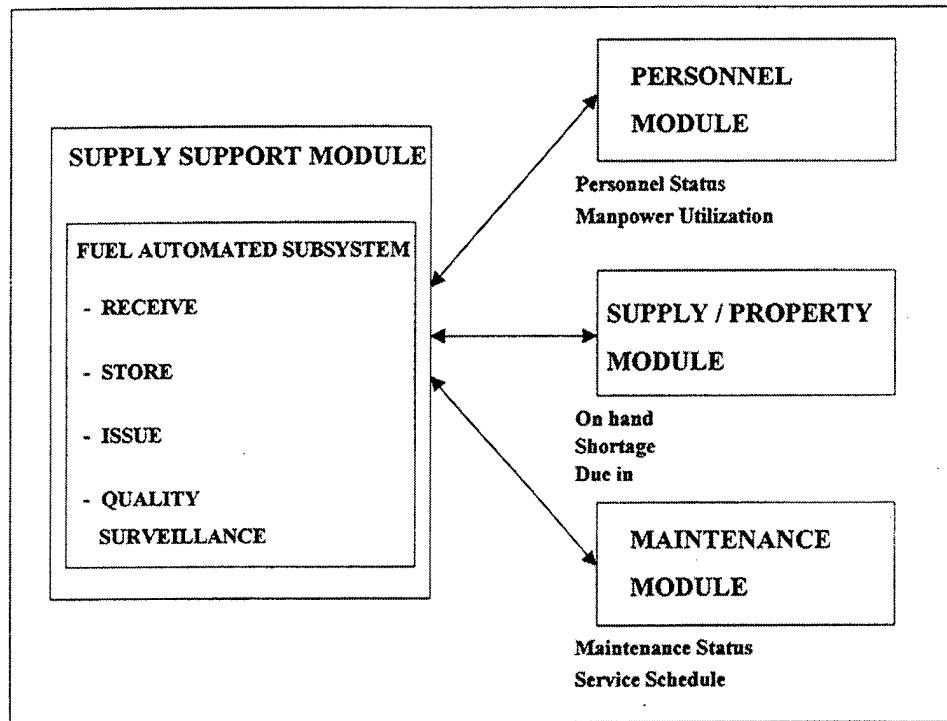 SUPPLY SUPPORT MODULE
FUEL AUTOMATED SUBSYSTEM
- RECEIVE
- STORE
- ISSUE
- QUALITY
SURVEILLANCE
PERSONNEL
MODULE
Personnel Status
Manpower Utilization
SUPPLY / PROPERTY
MODULE
On hand
Shortage
Due in
MAINTENANCE
MODULE
Maintenance Status
Service Schedule